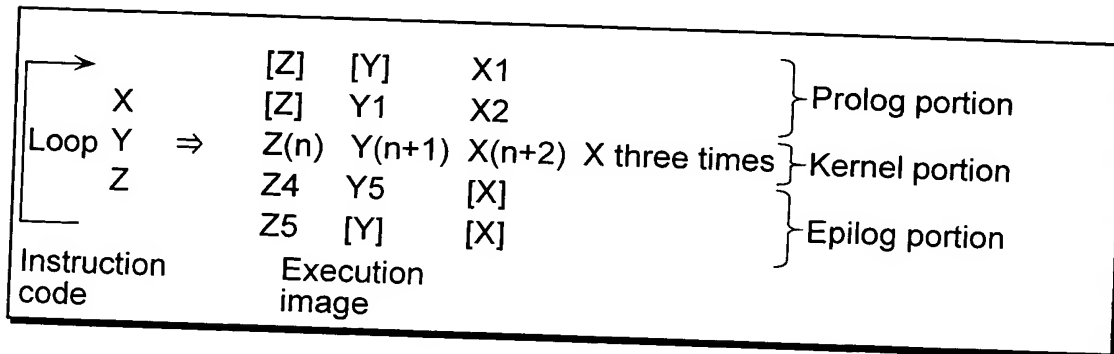 [Z] [Y] X1
X [Z] Y1 X2 Prolog portion
Loop Y ⇒ Z(n) Y(n+1) X(n+2) X three times Kernel portion
Z Z4 Y5 [X]
Z5 [Y] [X] Epilog portion
Instruction code
Execution image